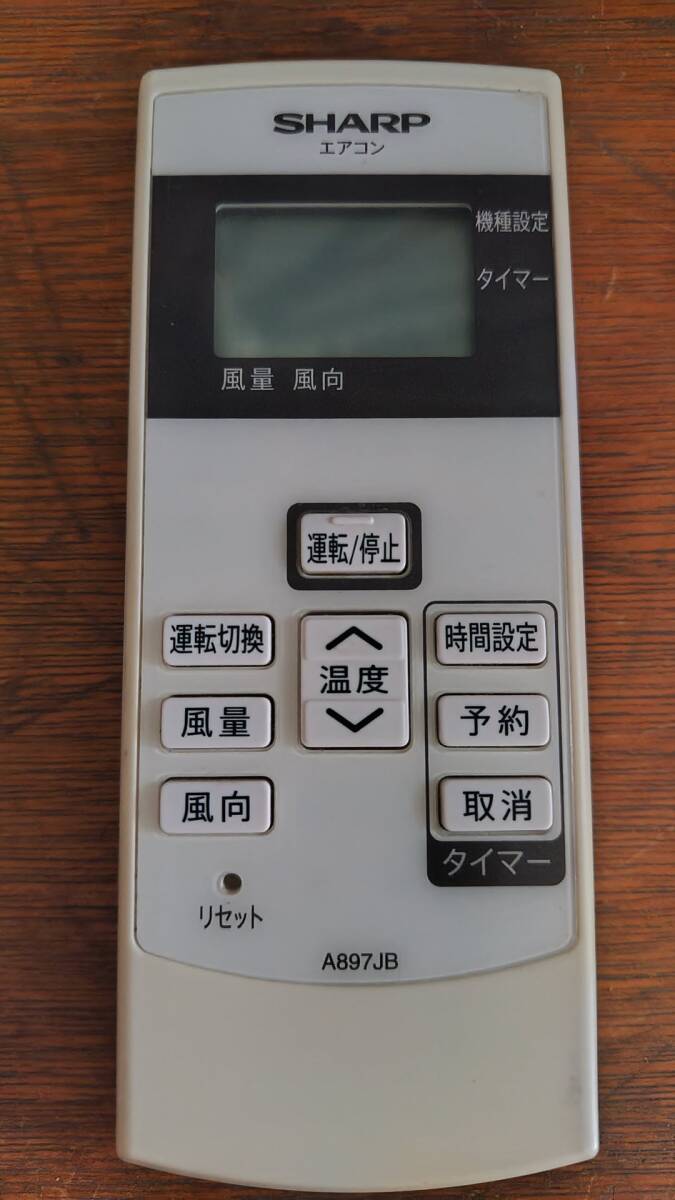 SHARP
エアコン
機種設定
タイマー
風量 風向
運転/停止
運転切換
温度
時間設定
風量
予約
風向
取消
タイマー
リセット
A897JB